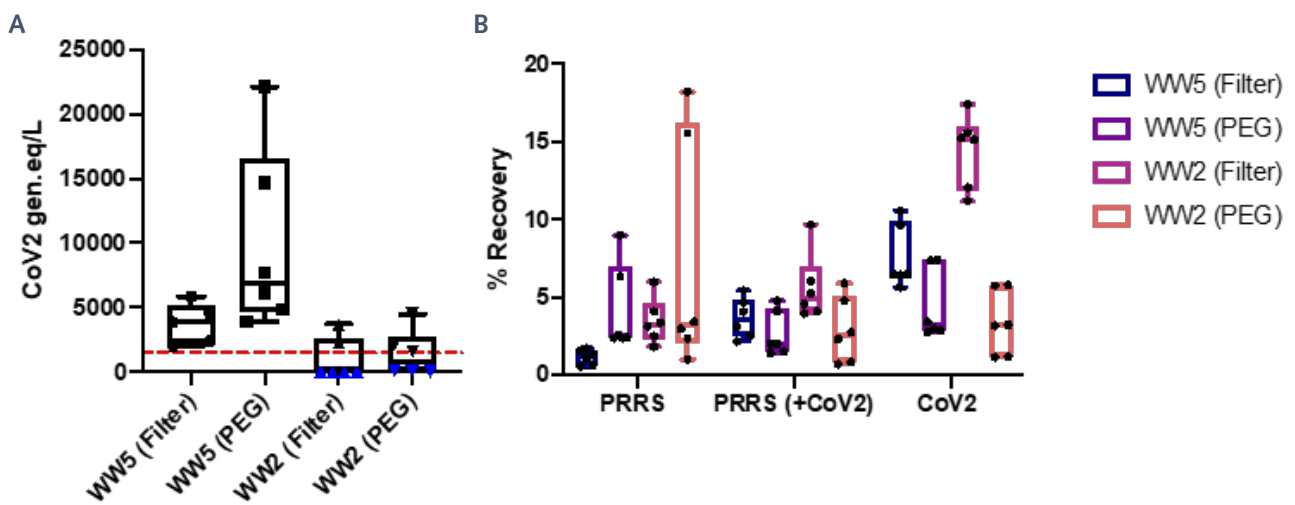 A
CoV2 gen.eq/L
25000
20000
15000
10000
5000
0
WW5 (Filter)
WW5 (PEG)
WW2 (Filter)
WW2 (PEG)
B
% Recovery
20
15
10
5
0
PRRS
PRRS (+CoV2)
CoV2
WW5 (Filter)
WW5 (PEG)
WW2 (Filter)
WW2 (PEG)